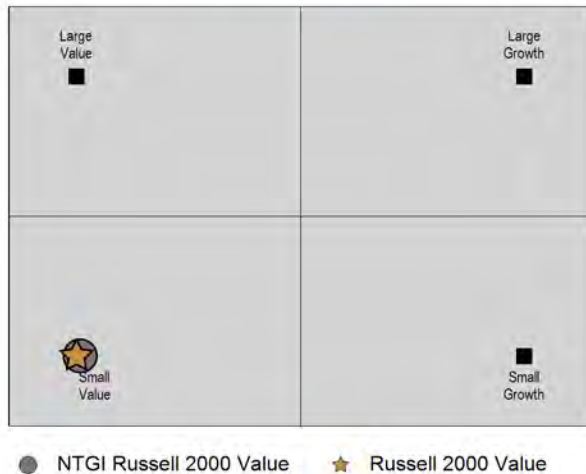 Large
Value
Large
Growth
Small
Value
Small
Growth
NTGI Russell 2000 Value
Russell 2000 Value